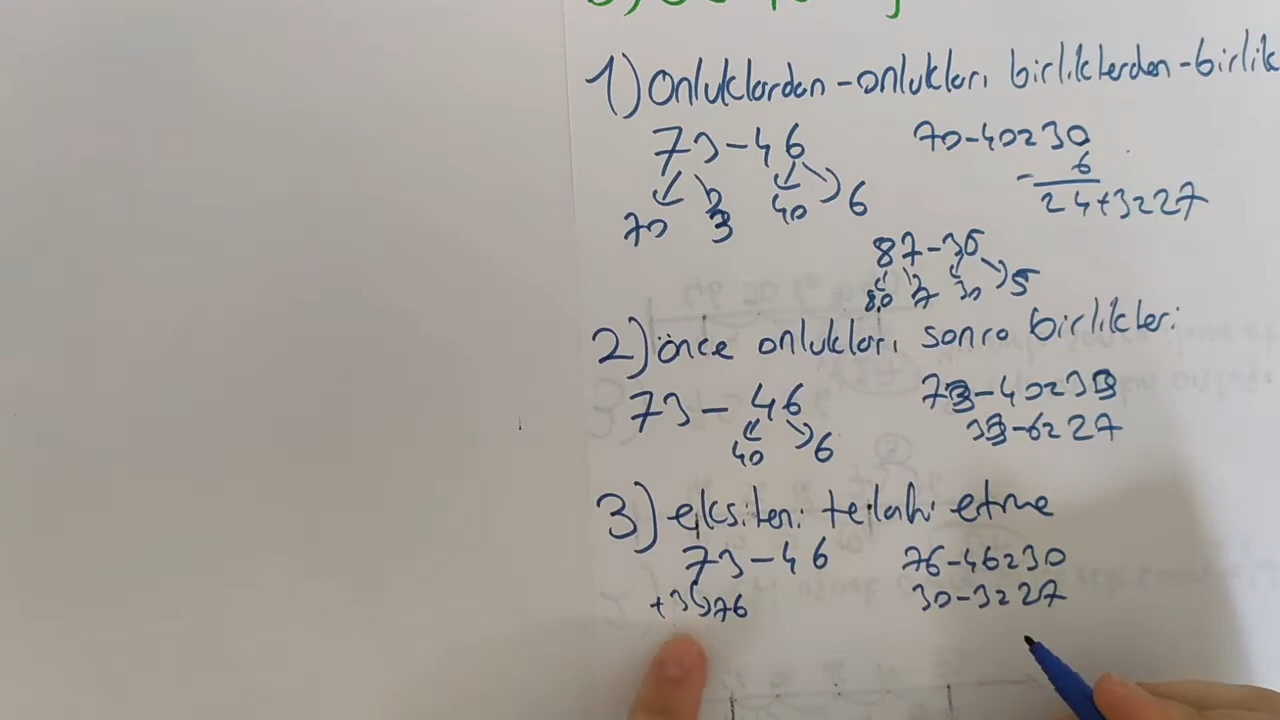 1) Onluklardan - onlukları birliklerden - birlik
73 - 46
70 3 40 6
70 - 40 = 30
- 6
24 + 3 = 27
87 - 35
80 7 30 5
2) önce onlukları sonra birlikleri
73 - 46
40 6
73 - 40 = 33
33 - 6 = 27
3) eksileni telafi etme
73 - 46
+3 76
76 - 46 = 30
30 - 3 = 27